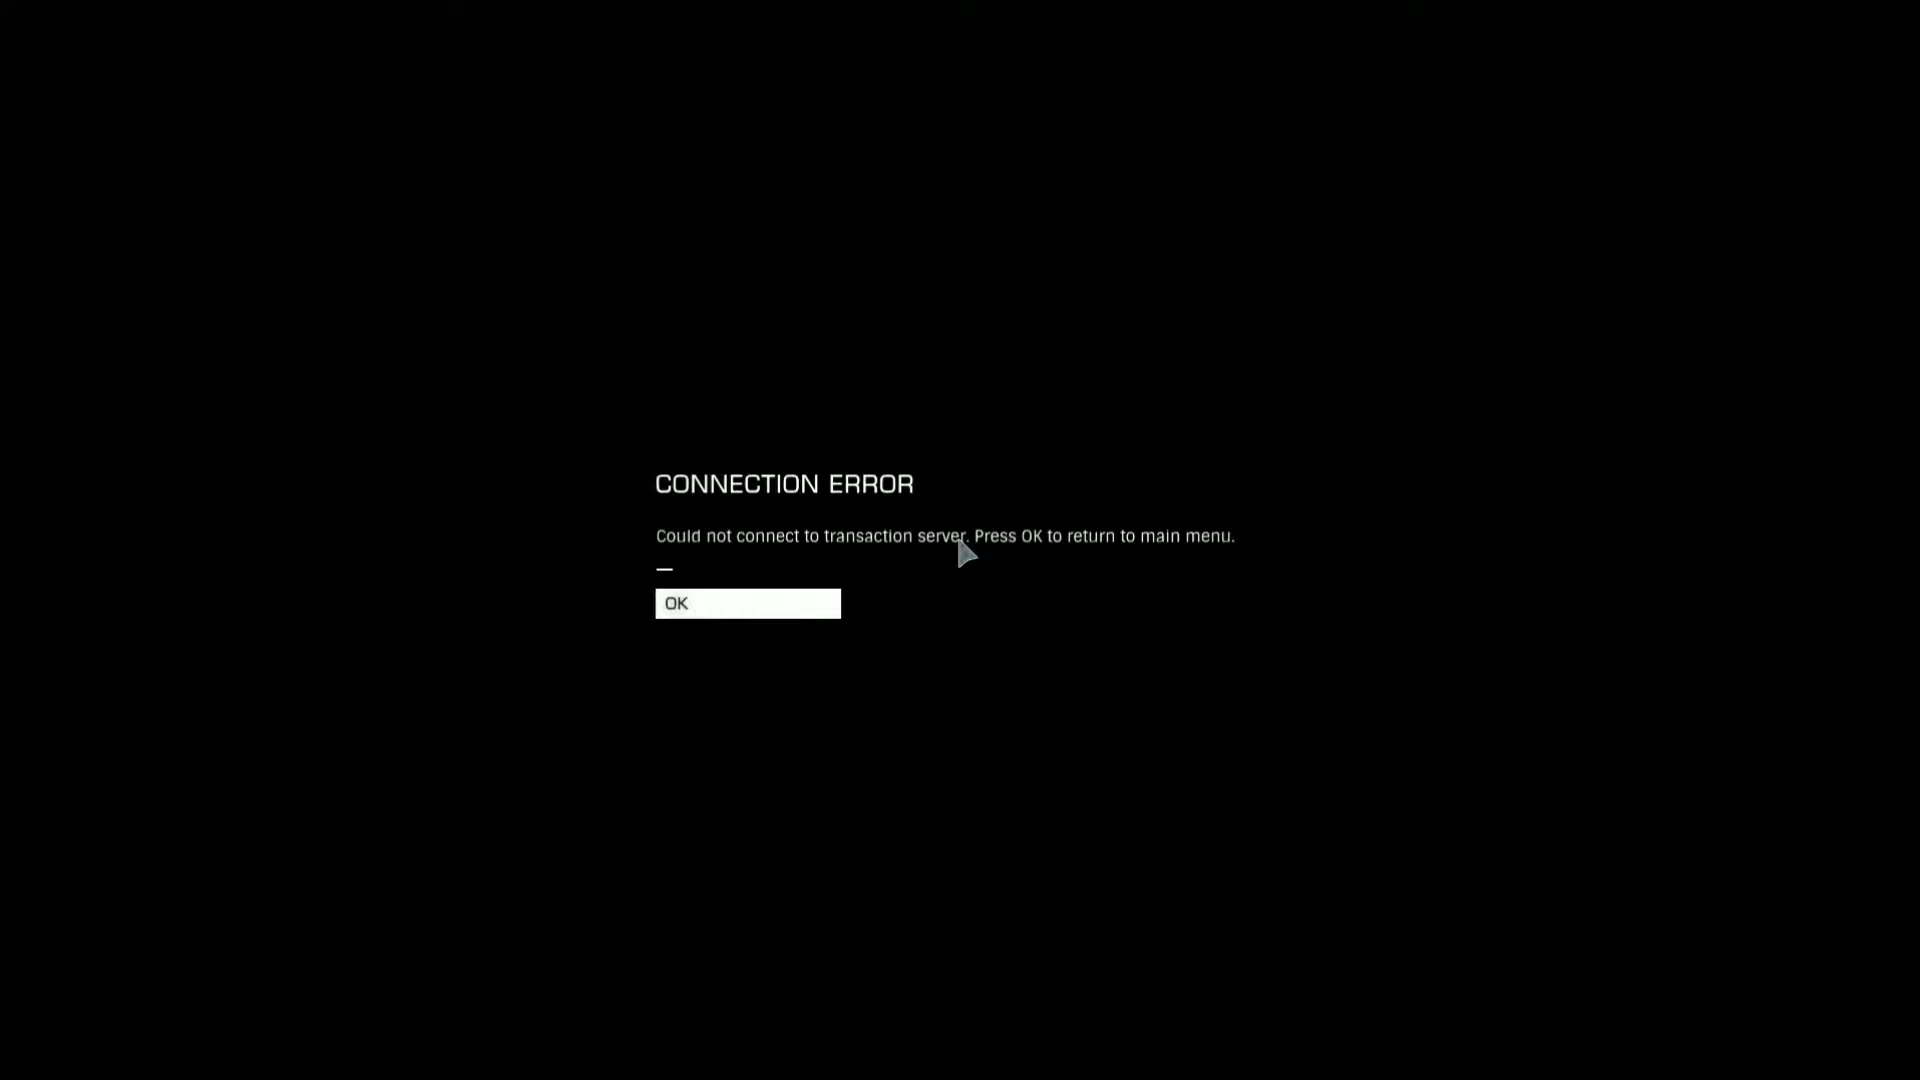 CONNECTION ERROR
Could not connect to transaction server. Press OK to return to main menu.
OK